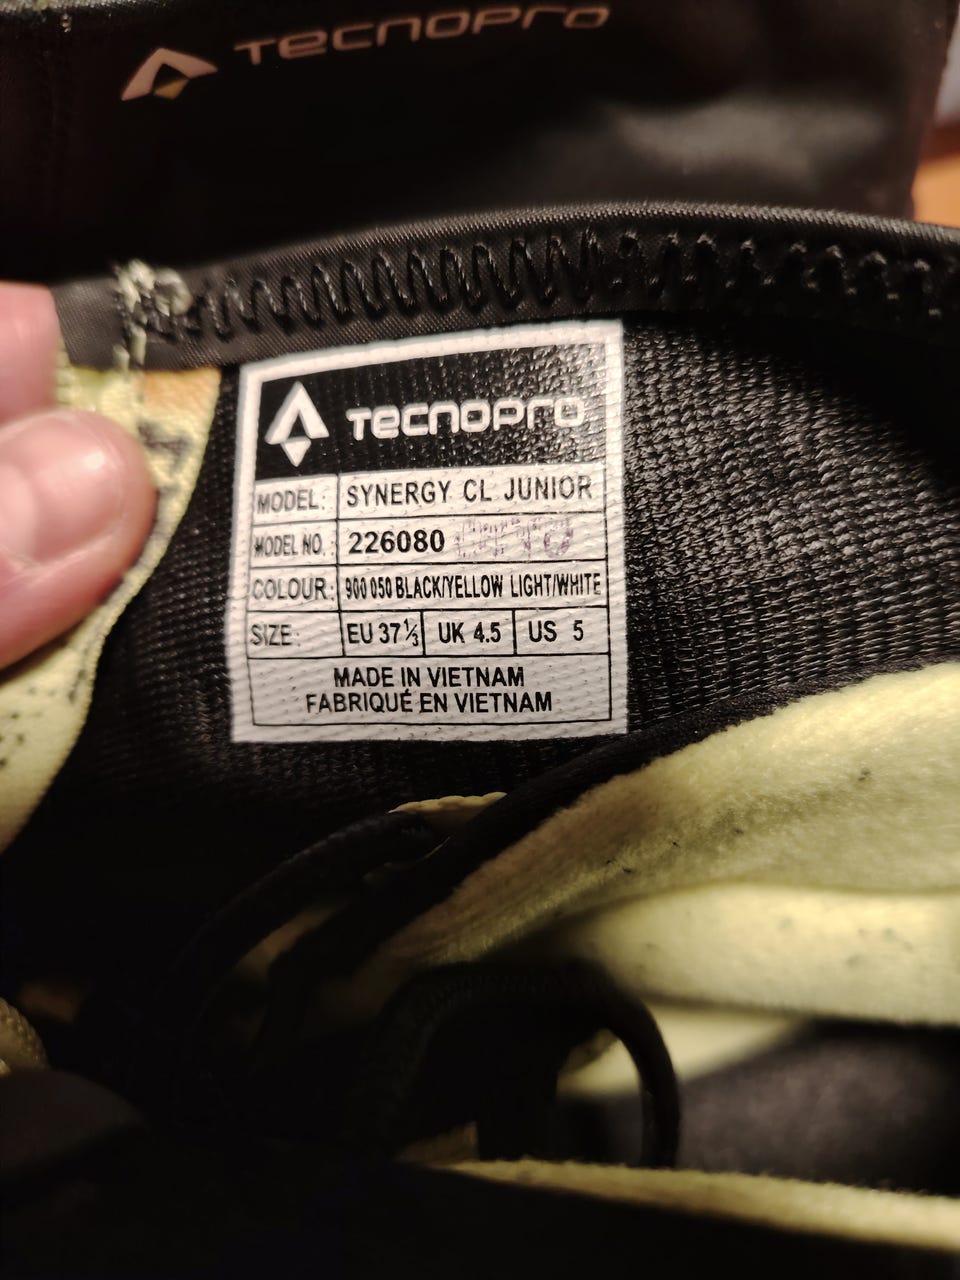 TECNOPRO
TECNOPRO
MODEL: SYNERGY CL JUNIOR
MODEL NO. 226080
COLOUR: 900 050 BLACK/YELLOW LIGHT/WHITE
SIZE: EU 37⅓ UK 4.5 US 5
MADE IN VIETNAM
FABRIQUÉ EN VIETNAM